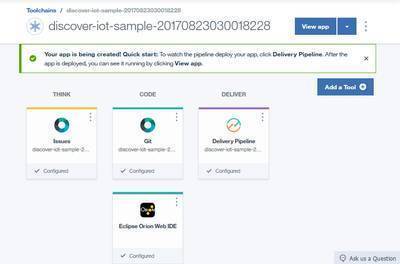 Toolchains / discover-iot-sample-20170823030018228
discover-iot-sample-20170823030018228
View app
Your app is being created! Quick start: To watch the pipeline deploy your app, click Delivery Pipeline. After the
app is deployed, you can see it running by clicking View app.
Add a Tool
THINK
CODE
DELIVER
Issues
discover-iot-sample-2...
Configured
Git
discover-iot-sample-2...
Configured
Delivery Pipeline
discover-iot-sample-2...
Configured
Orion
Eclipse Orion Web IDE
Configured
Ask us a Question